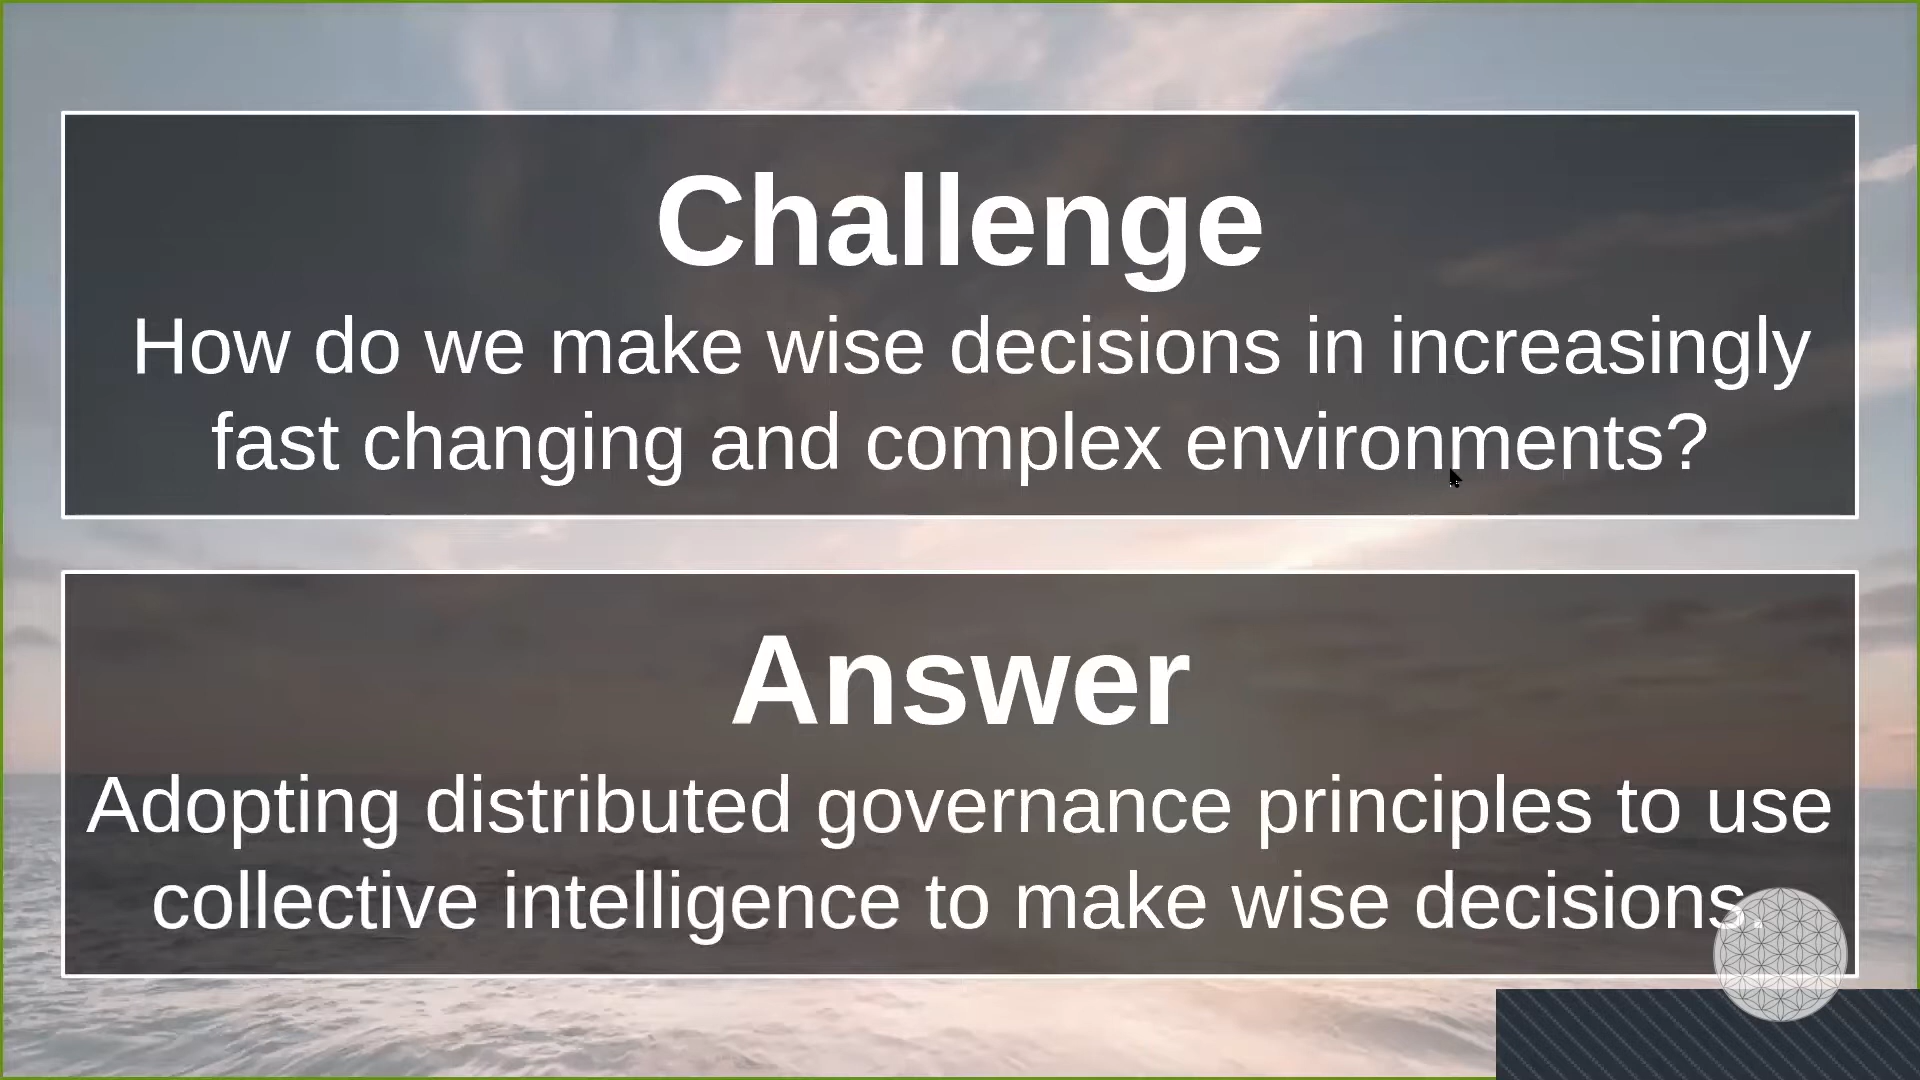 Challenge
How do we make wise decisions in increasingly
fast changing and complex environments?
Answer
Adopting distributed governance principles to use
collective intelligence to make wise decisions.